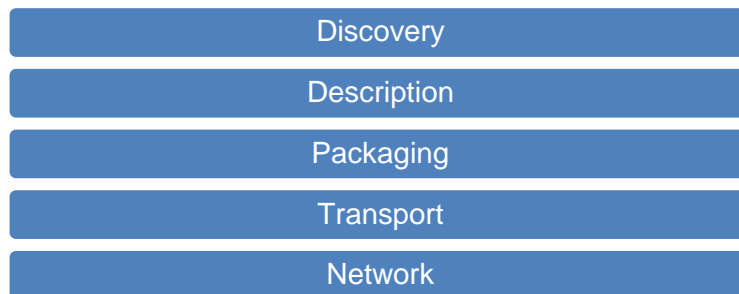 Discovery
Description
Packaging
Transport
Network